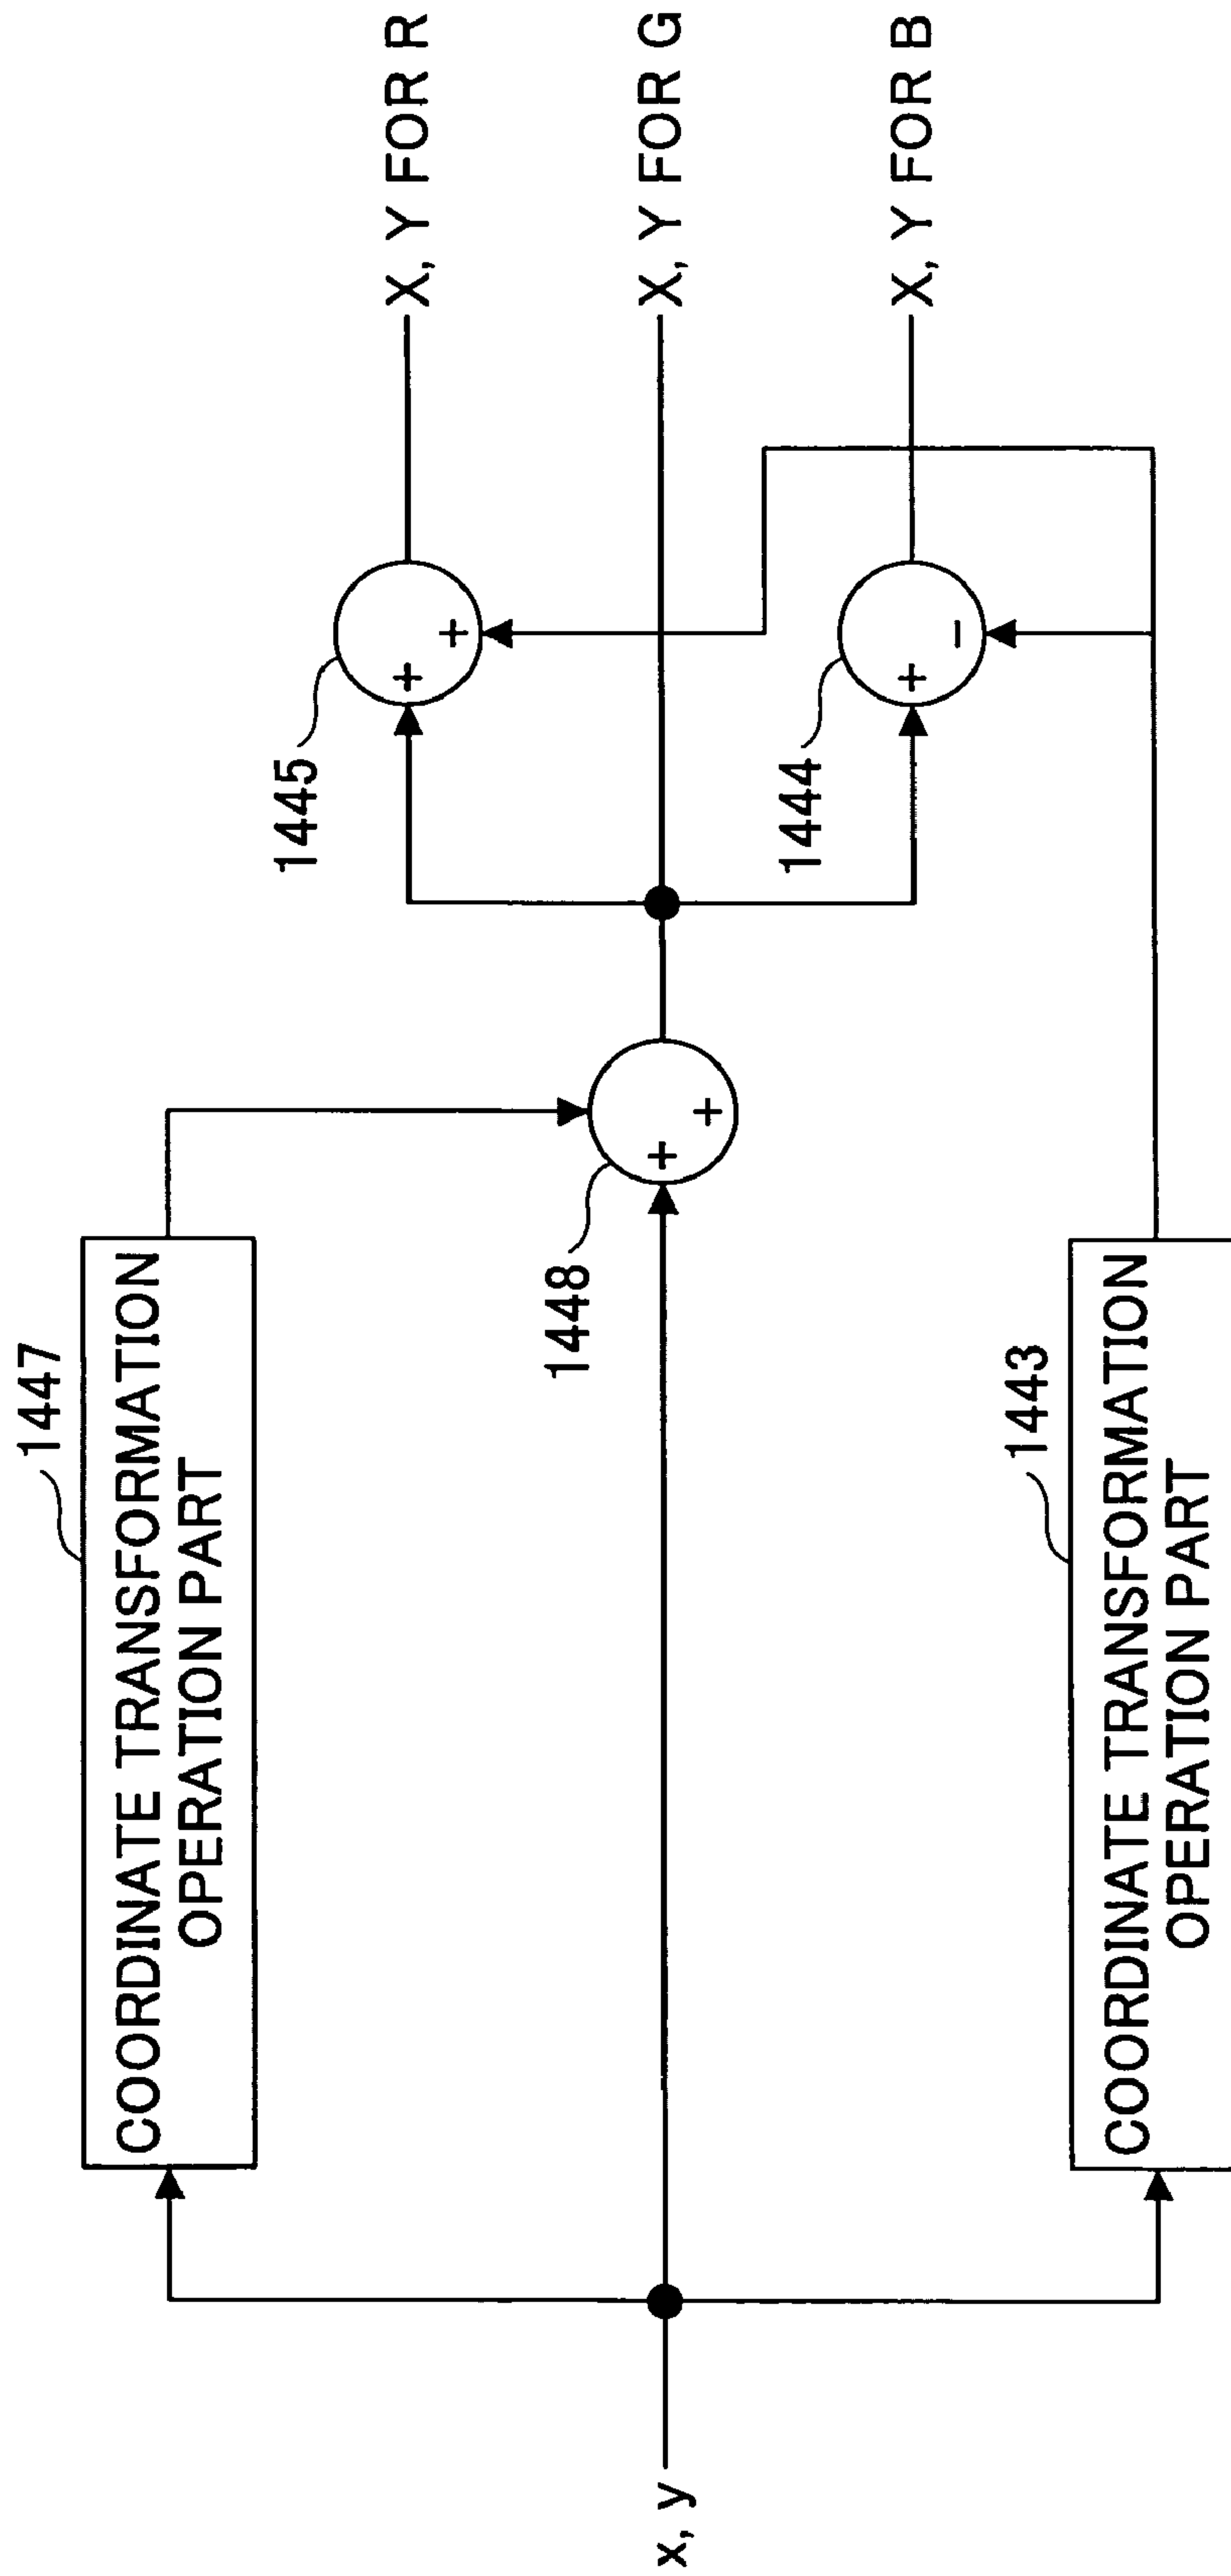 1447
COORDINATE TRANSFORMATION
OPERATION PART
x, y
1448
+
+
1445
+
+
X, Y FOR R
X, Y FOR G
1444
+
-
X, Y FOR B
1443
COORDINATE TRANSFORMATION
OPERATION PART